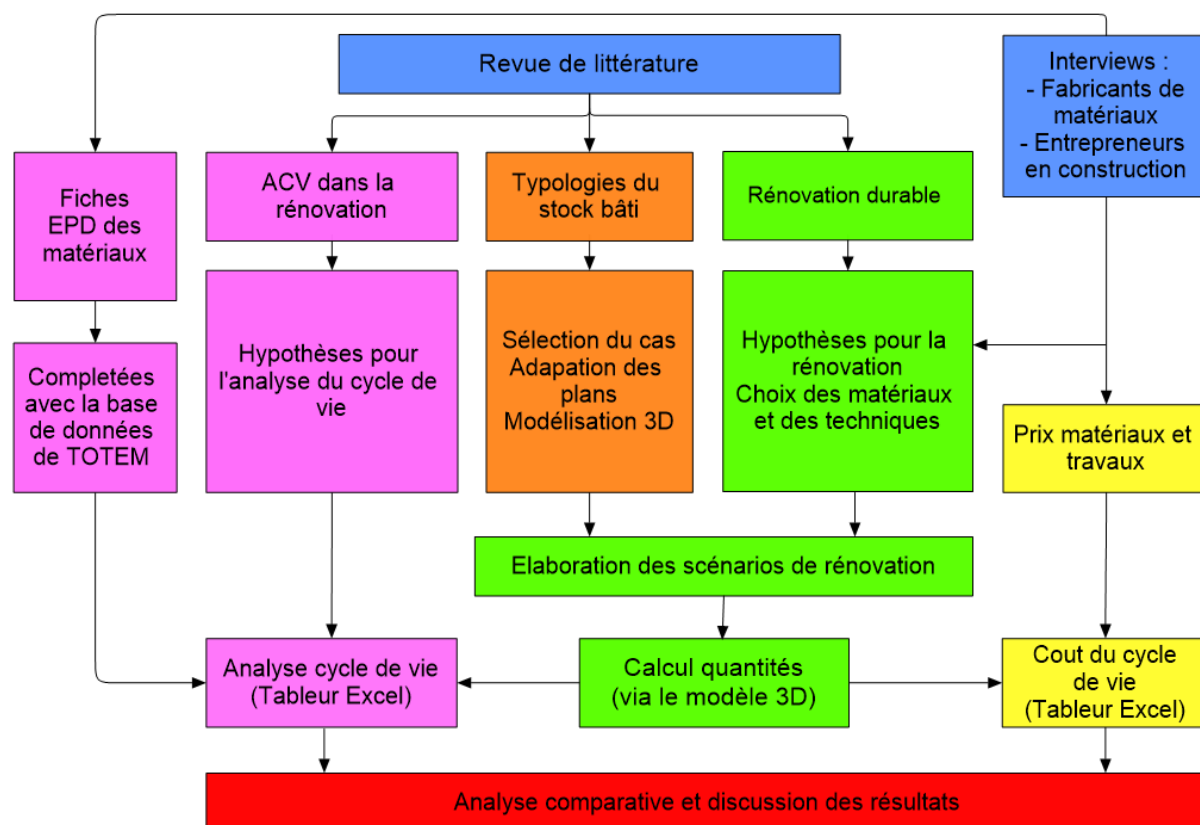 Revue de littérature
Interviews :
- Fabricants de
matériaux
- Entrepreneurs
en construction
Fiches
EPD des
matériaux
ACV dans la
rénovation
Typologies du
stock bâti
Rénovation durable
Completées
avec la base
de données
de TOTEM
Hypothèses pour
l'analyse du cycle de
vie
Sélection du cas
Adapation des
plans
Modélisation 3D
Hypothèses pour la
rénovation
Choix des matériaux
et des techniques
Prix matériaux et
travaux
Elaboration des scénarios de rénovation
Analyse cycle de vie
(Tableur Excel)
Calcul quantités
(via le modèle 3D)
Cout du cycle
de vie
(Tableur Excel)
Analyse comparative et discussion des résultats